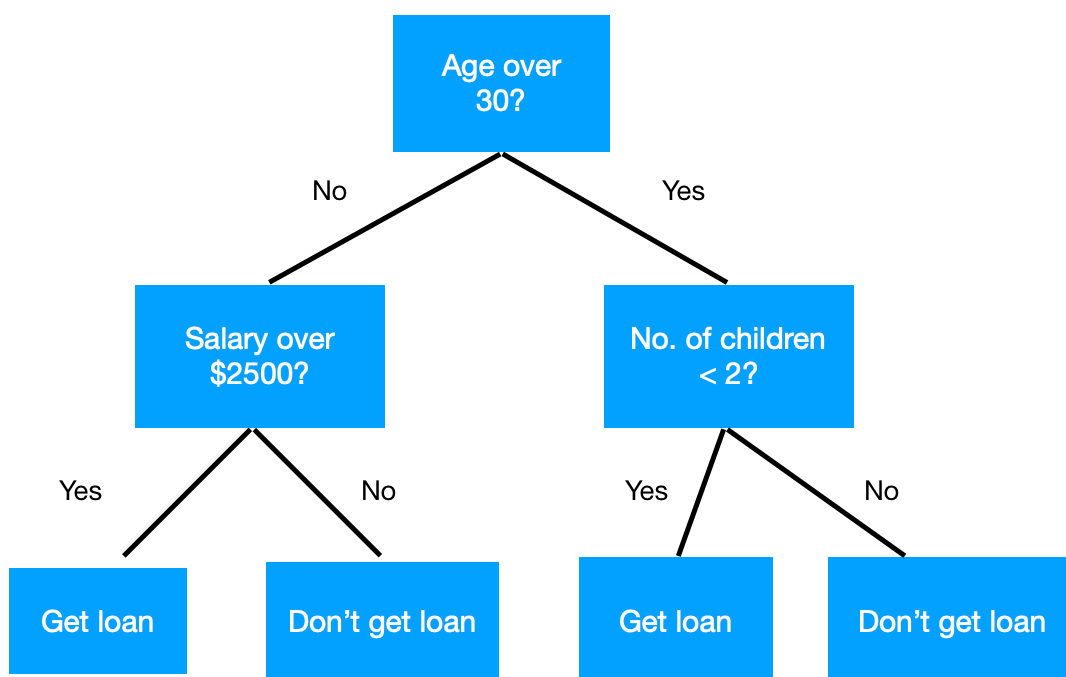 Age over
30?
No
Yes
Salary over
$2500?
No. of children
< 2?
Yes
No
Yes
No
Get loan
Don’t get loan
Get loan
Don’t get loan